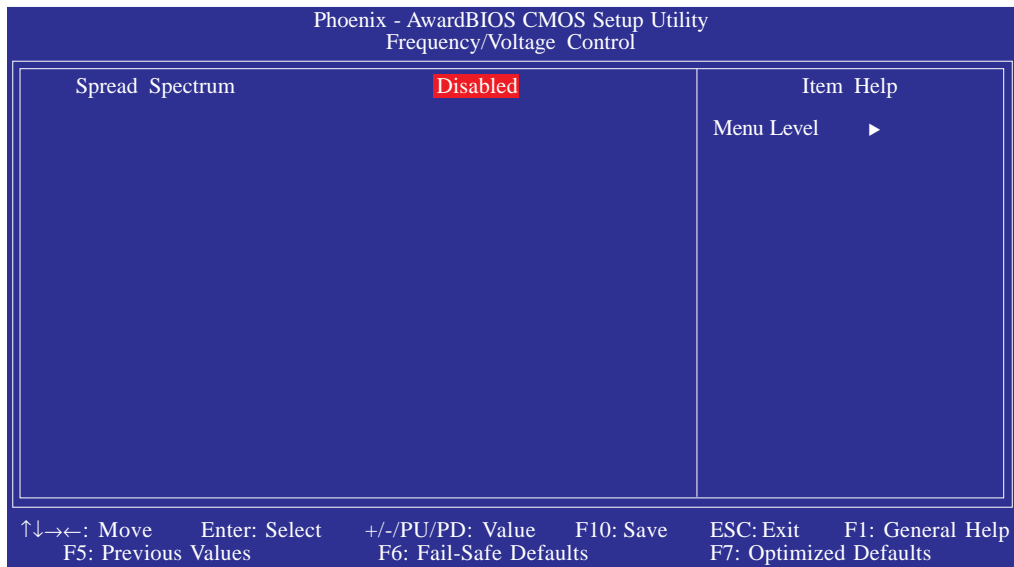 Phoenix - AwardBIOS CMOS Setup Utility
Frequency/Voltage Control
Spread Spectrum Disabled
Item Help
Menu Level ▶
↑↓→←: Move Enter: Select +/-/PU/PD: Value F10: Save ESC: Exit F1: General Help
F5: Previous Values F6: Fail-Safe Defaults F7: Optimized Defaults